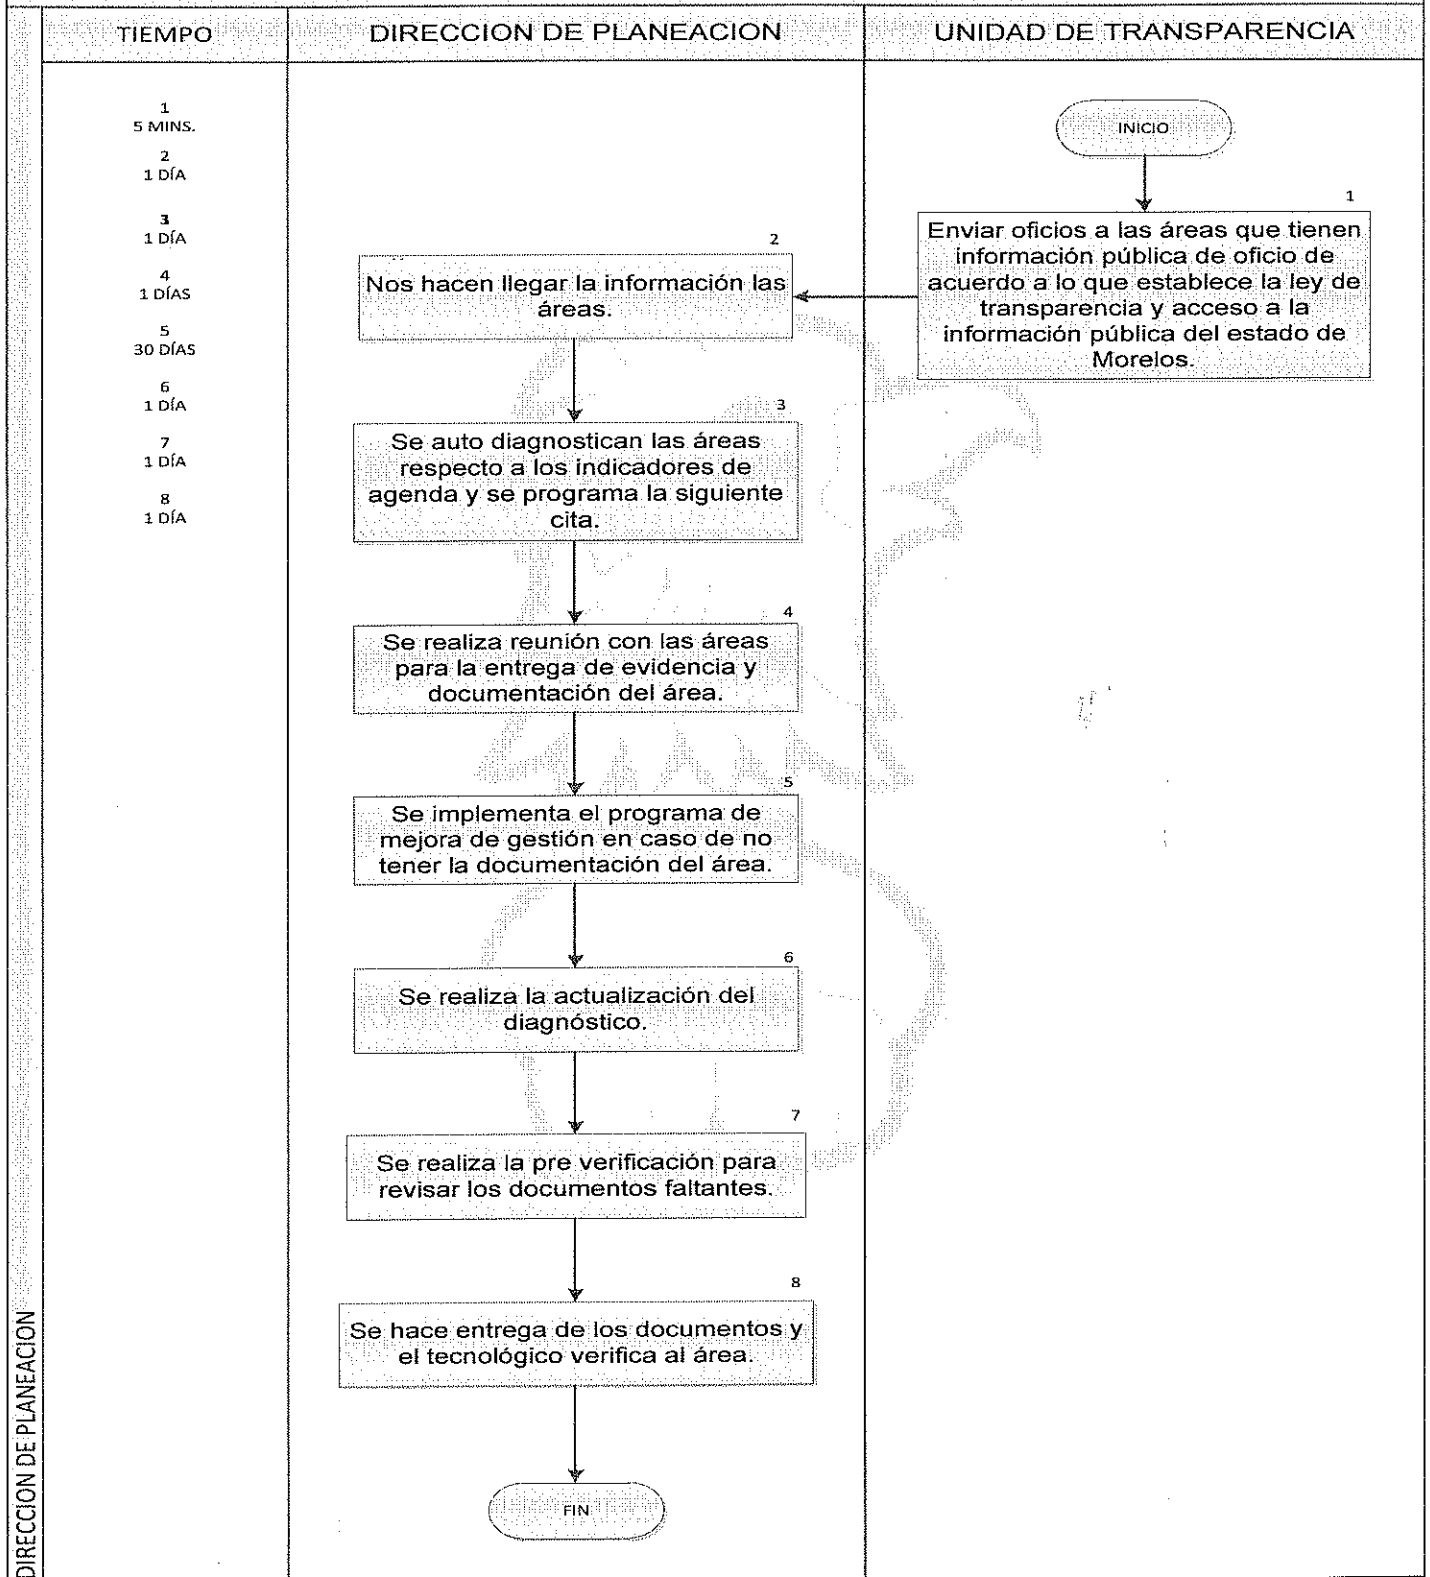 TIEMPO
DIRECCION DE PLANEACION
UNIDAD DE TRANSPARENCIA
1
5 MINS.
2
1 DÍA
3
1 DÍA
4
1 DÍAS
5
30 DÍAS
6
1 DÍA
7
1 DÍA
8
1 DÍA
INICIO
1
Enviar oficios a las áreas que tienen
información pública de oficio de
acuerdo a lo que establece la ley de
transparencia y acceso a la
información pública del estado de
Morelos.
2
Nos hacen llegar la información las
áreas.
3
Se auto diagnostican las áreas
respecto a los indicadores de
agenda y se programa la siguiente
cita.
4
Se realiza reunión con las áreas
para la entrega de evidencia y
documentación del área.
5
Se implementa el programa de
mejora de gestión en caso de no
tener la documentación del área.
6
Se realiza la actualización del
diagnóstico.
7
Se realiza la pre verificación para
revisar los documentos faltantes.
8
Se hace entrega de los documentos y
el tecnológico verifica al área.
FIN
DIRECCION DE PLANEACION